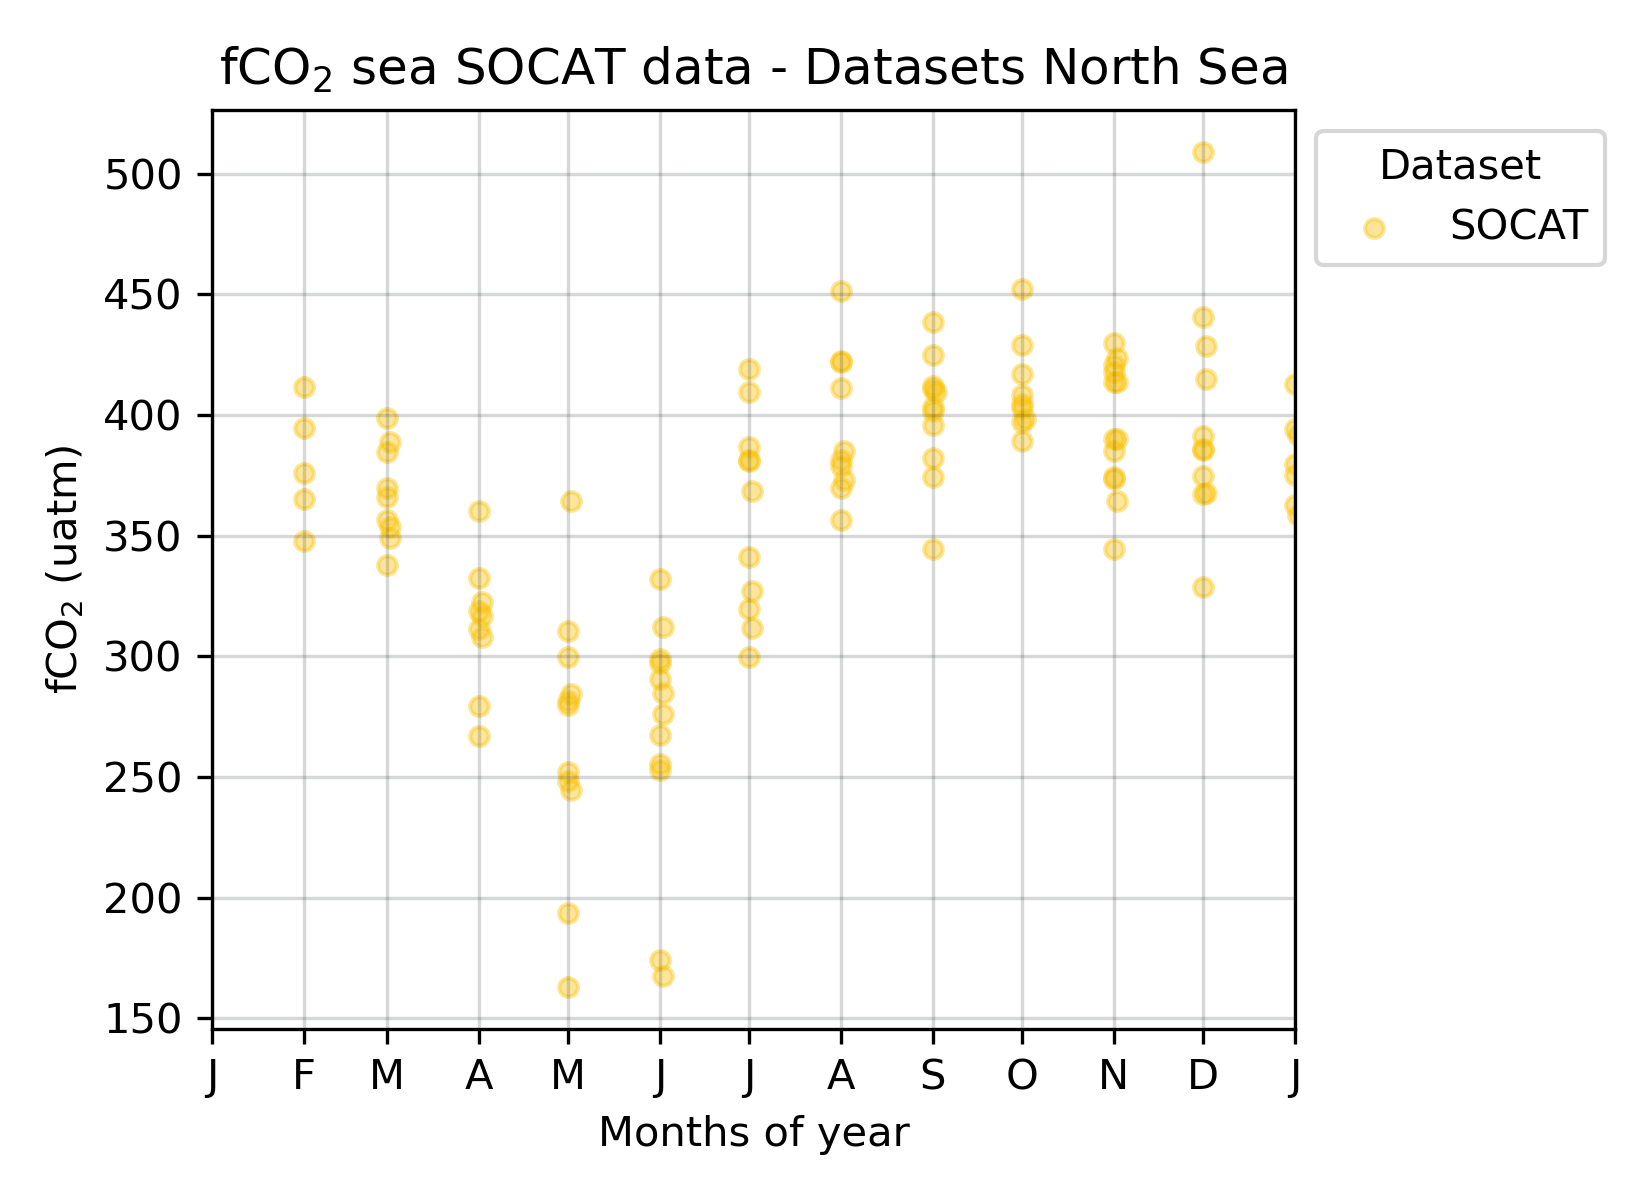 fCO₂ sea SOCAT data - Datasets North Sea
Dataset
SOCAT
fCO₂ (uatm)
500
450
400
350
300
250
200
150
J F M A M J J A S O N D J
Months of year